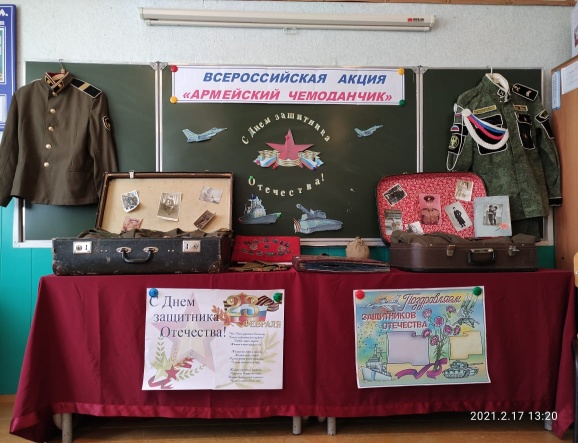 ВСЕРОССИЙСКАЯ АКЦИЯ
«АРМЕЙСКИЙ ЧЕМОДАНЧИК»
С Днем защитника
Отечества!
С Днем
защитника
Отечества!
23
ФЕВРАЛЯ
Поздравляем
ЗАЩИТНИКОВ
ОТЕЧЕСТВА
2021.2.17 13:20